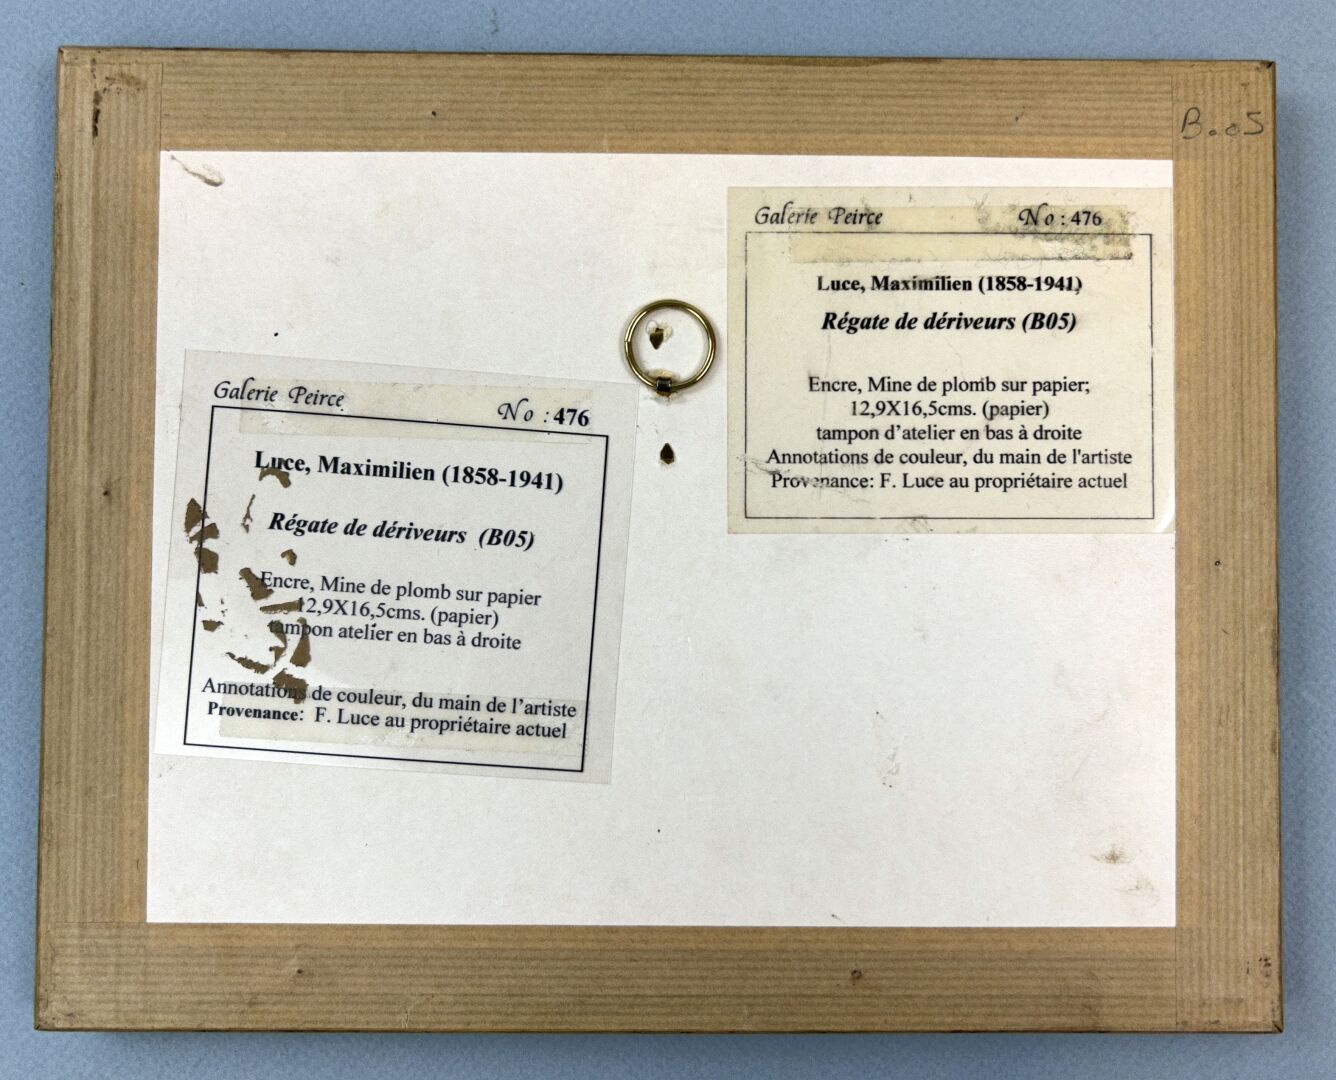 B.05
Galerie Peirce No : 476
Luce, Maximilien (1858-1941)
Régate de dériveurs (B05)
Encre, Mine de plomb sur papier;
12,9X16,5cms. (papier)
tampon d’atelier en bas à droite
Annotations de couleur, du main de l'artiste
Provenance: F. Luce au propriétaire actuel
Galerie Peirce No : 476
Luce, Maximilien (1858-1941)
Régate de dériveurs (B05)
Encre, Mine de plomb sur papier
12,9X16,5cms. (papier)
tampon atelier en bas à droite
Annotations de couleur, du main de l’artiste
Provenance: F. Luce au propriétaire actuel